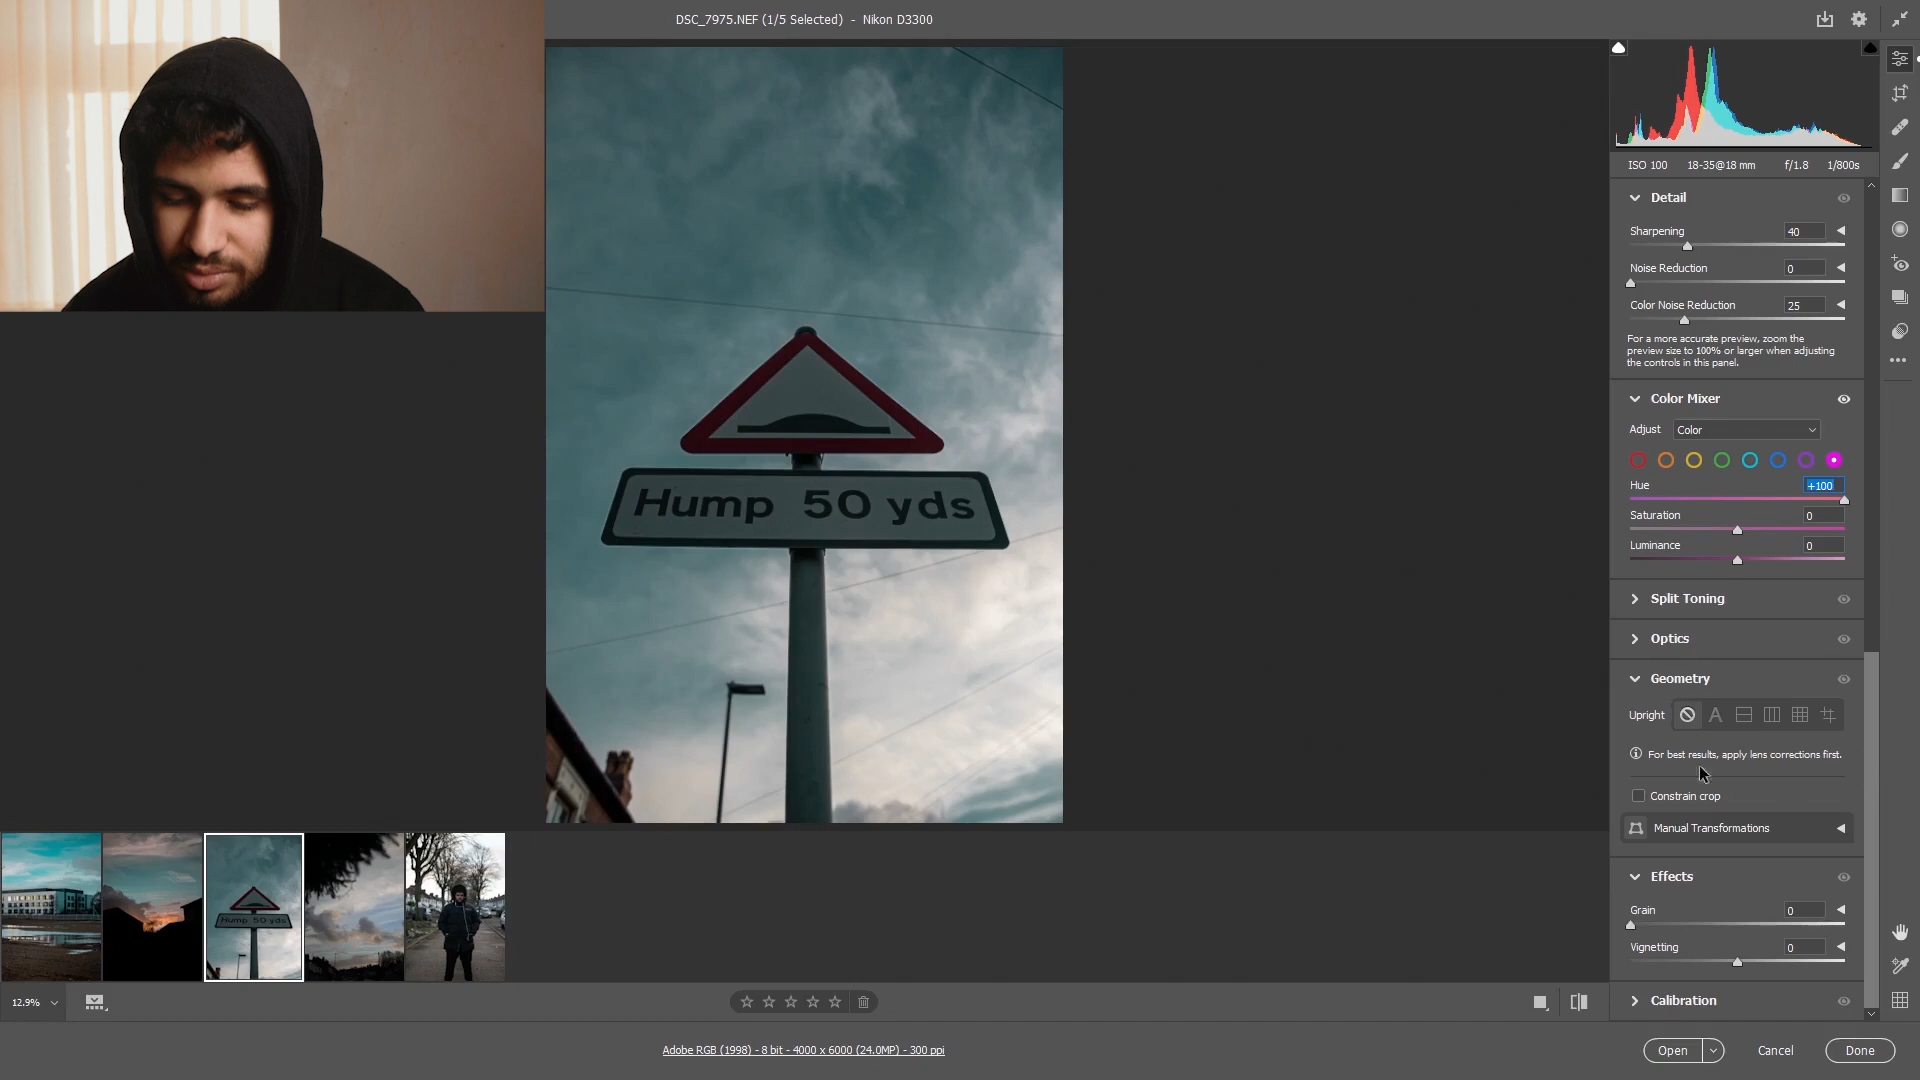 DSC_7975.NEF (1/5 Selected) - Nikon D3300
ISO 100 18-35@18 mm f/1.8 1/800s
Detail
Sharpening 40
Noise Reduction 0
Color Noise Reduction 25
For a more accurate preview, zoom the
preview size to 100% or larger when adjusting
the controls in this panel.
Color Mixer
Adjust Color
Hue +100
Saturation 0
Luminance 0
Split Toning
Optics
Geometry
Upright A
For best results, apply lens corrections first.
Constrain crop
Manual Transformations
Effects
Grain 0
Vignetting 0
Calibration
Hump 50 yds
Hump 50 yds
12.9%
Adobe RGB (1998) - 8 bit - 4000 x 6000 (24.0MP) - 300 ppi
Open Cancel Done